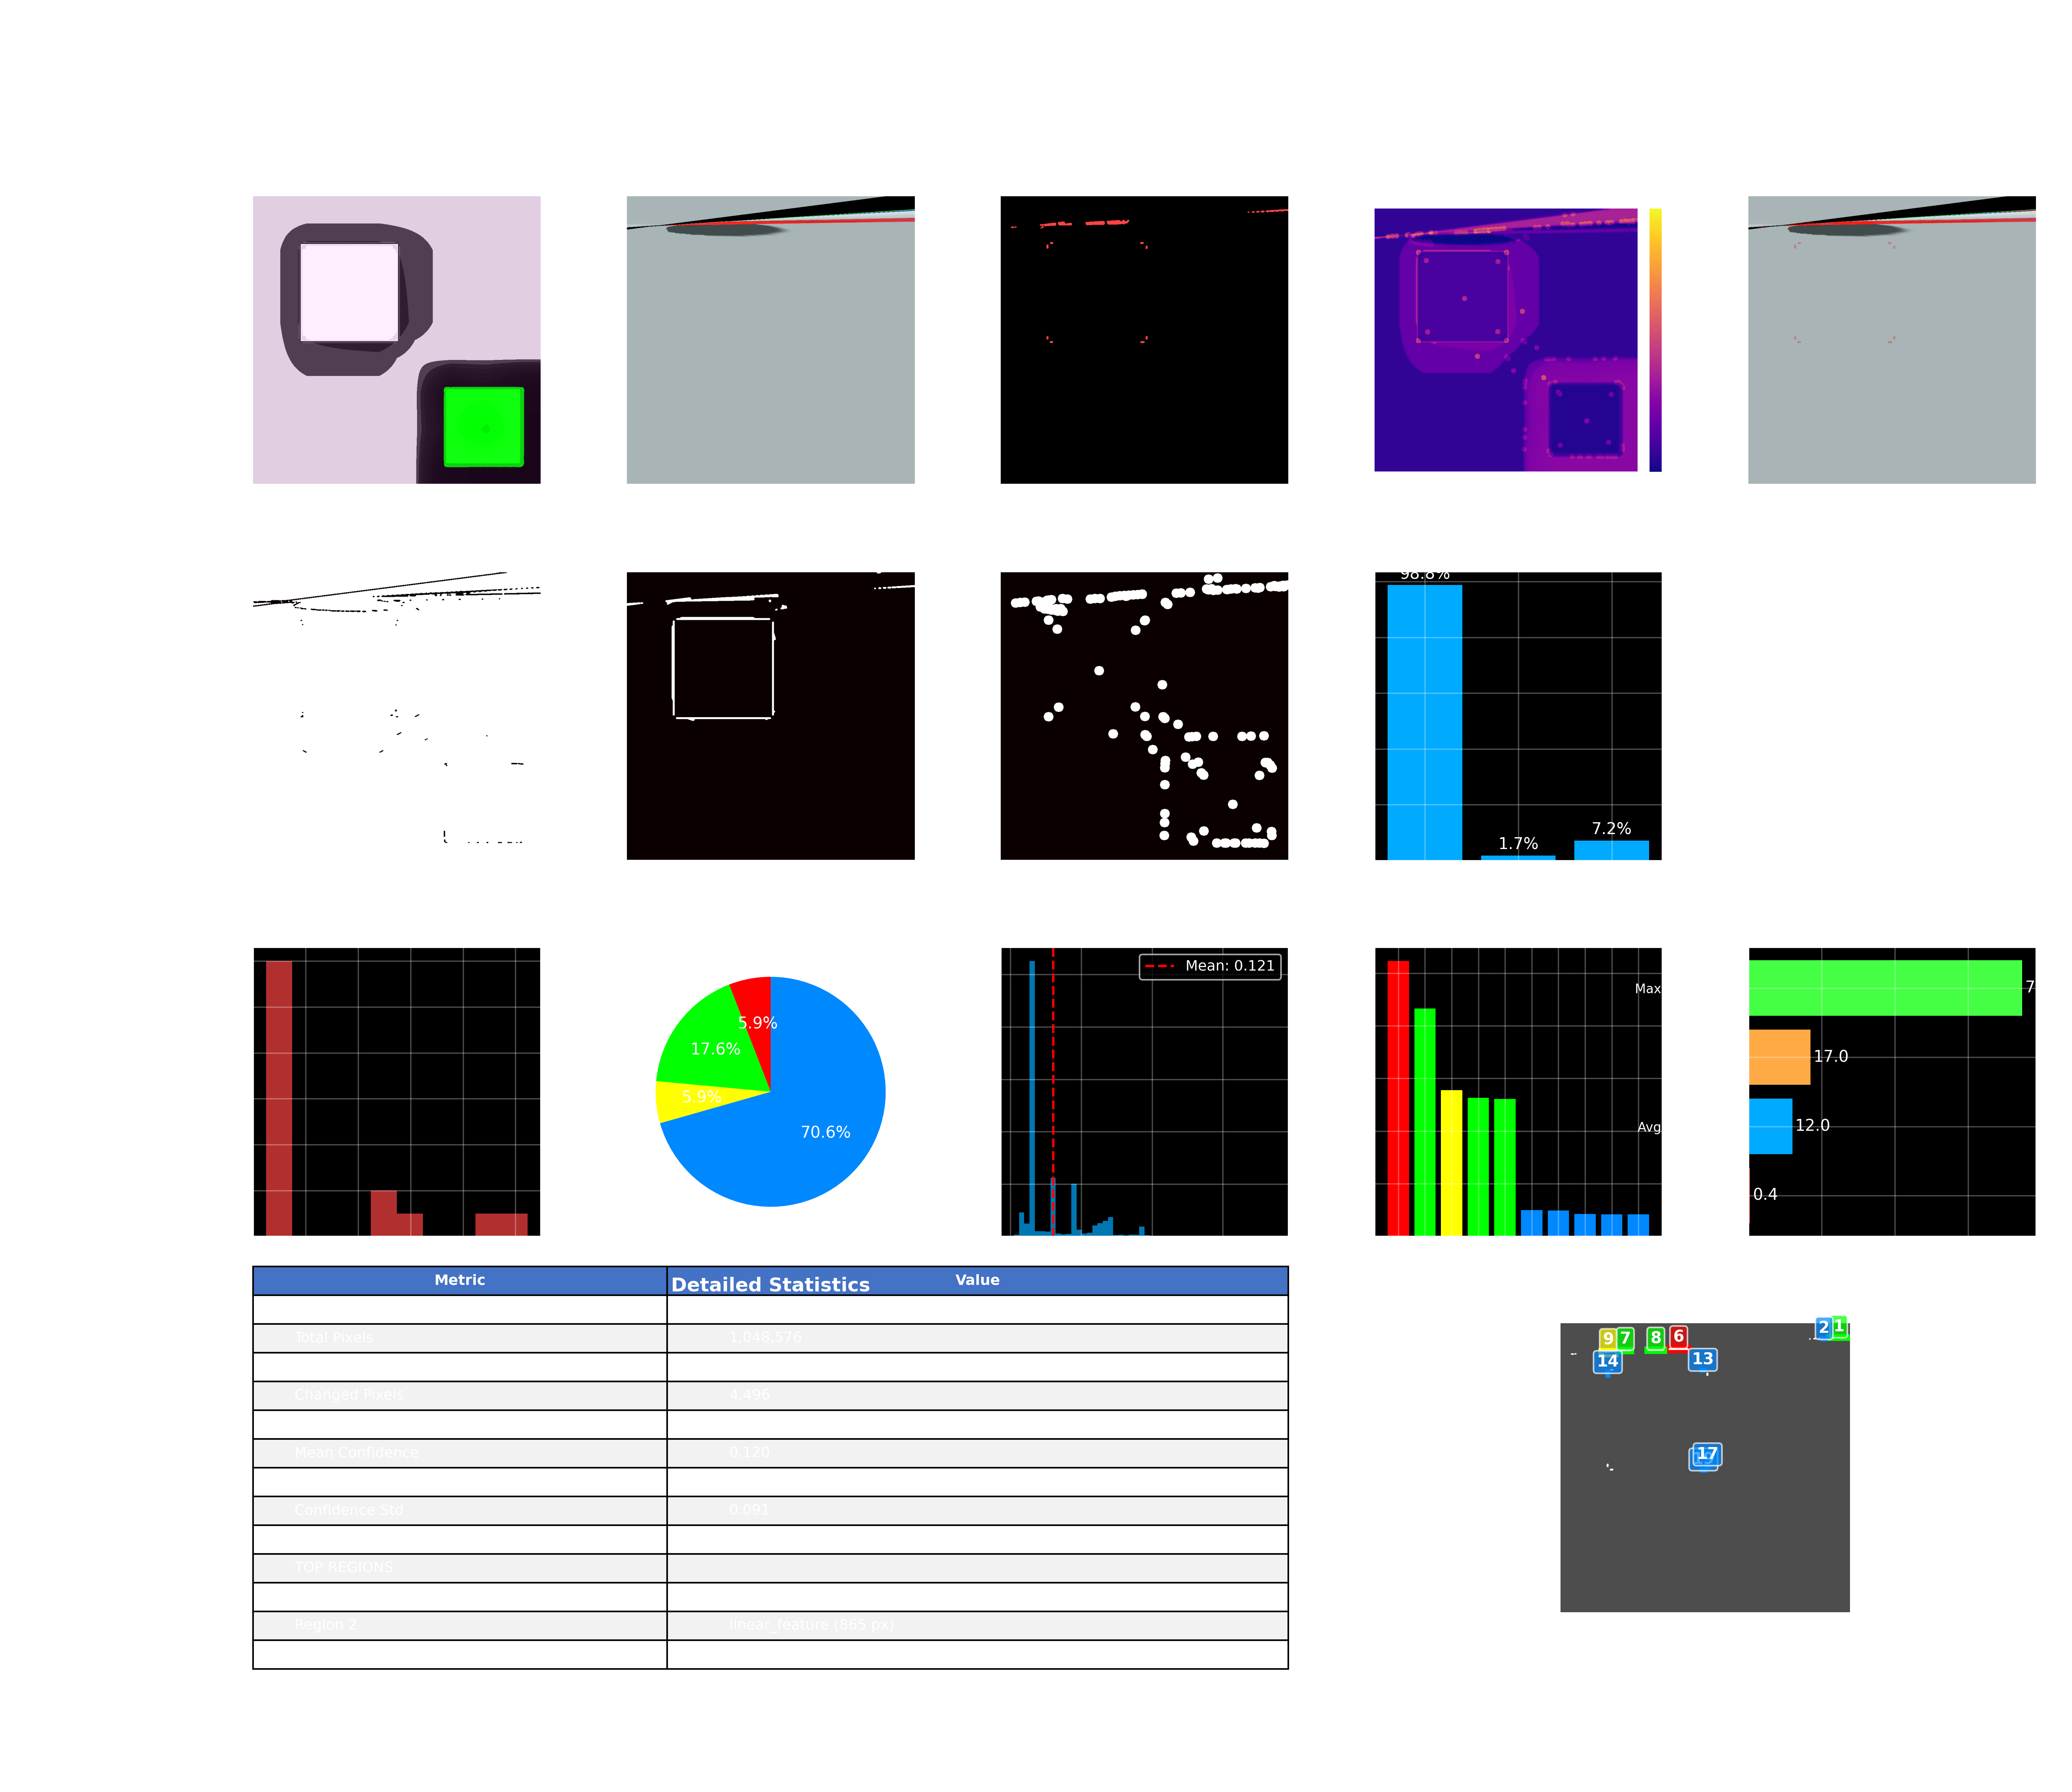 98.8%
1.7%
7.2%
5.9%
17.6%
5.9%
70.6%
Mean: 0.121
Max
Avg
7
17.0
12.0
0.4
Metric
Detailed Statistics
Value
Total Pixels
1,048,576
Changed Pixels
4,496
Mean Confidence
0.120
Confidence Std
0.091
TOP REGIONS
Region 2
linear_feature (865 px)
2
1
9
7
8
6
14
13
17